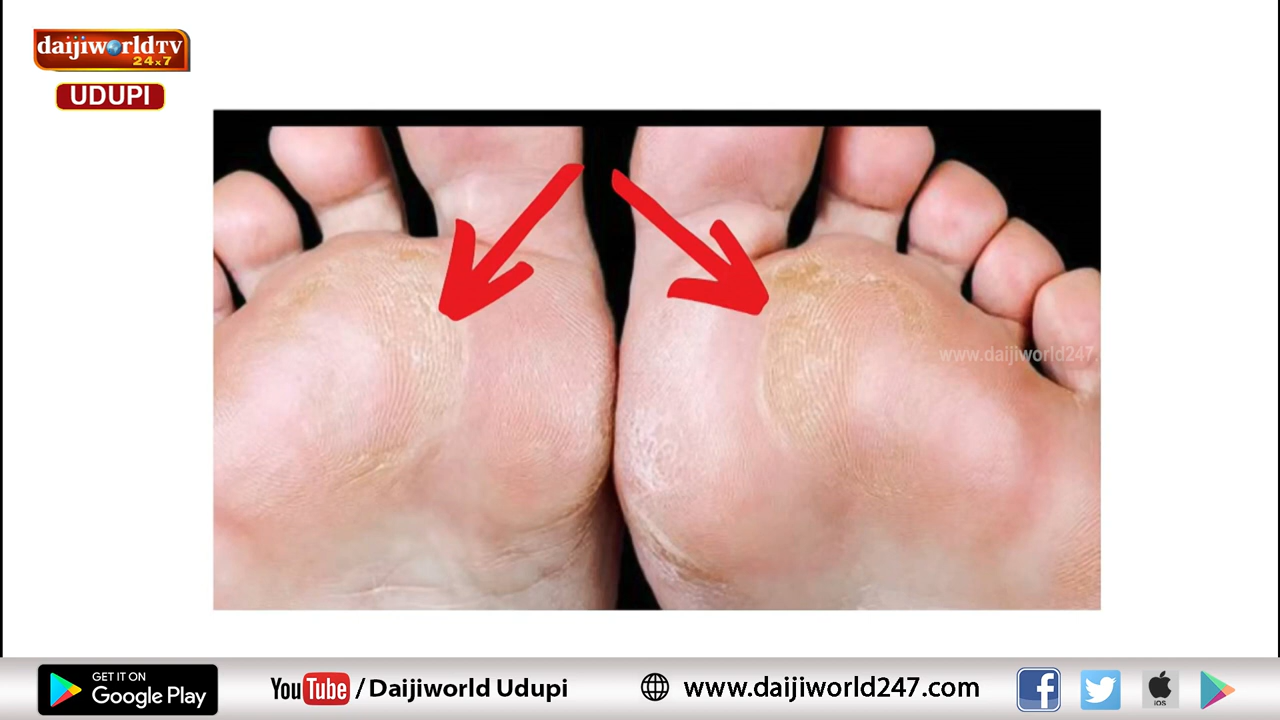 daijiworldTV
24x7
UDUPI
www.daijiworld247.
GET IT ON
Google Play
YouTube / Daijiworld Udupi
www.daijiworld247.com
iOS